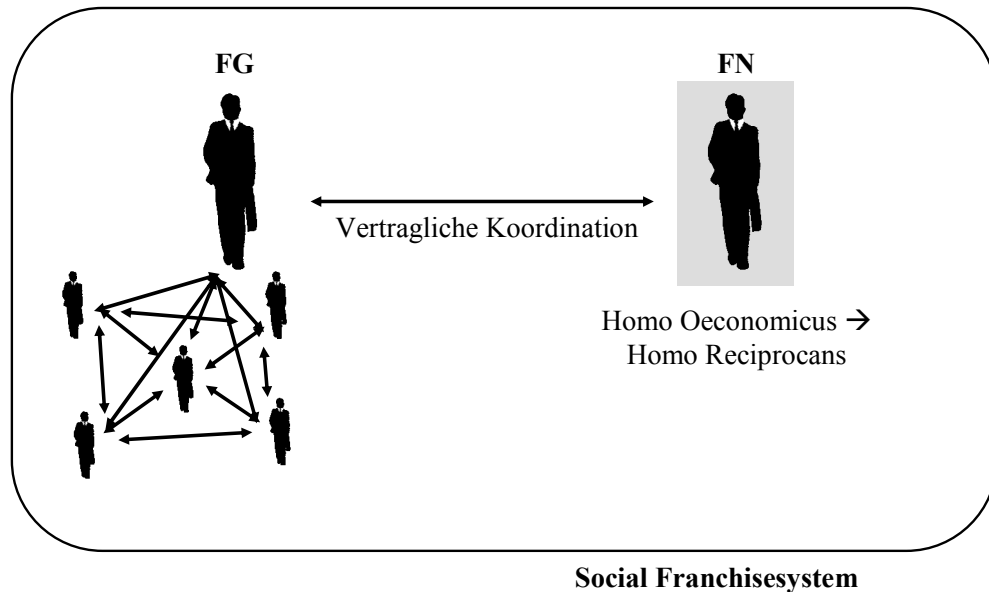 FG
FN
Vertragliche Koordination
Homo Oeconomicus →
Homo Reciprocans
Social Franchisesystem